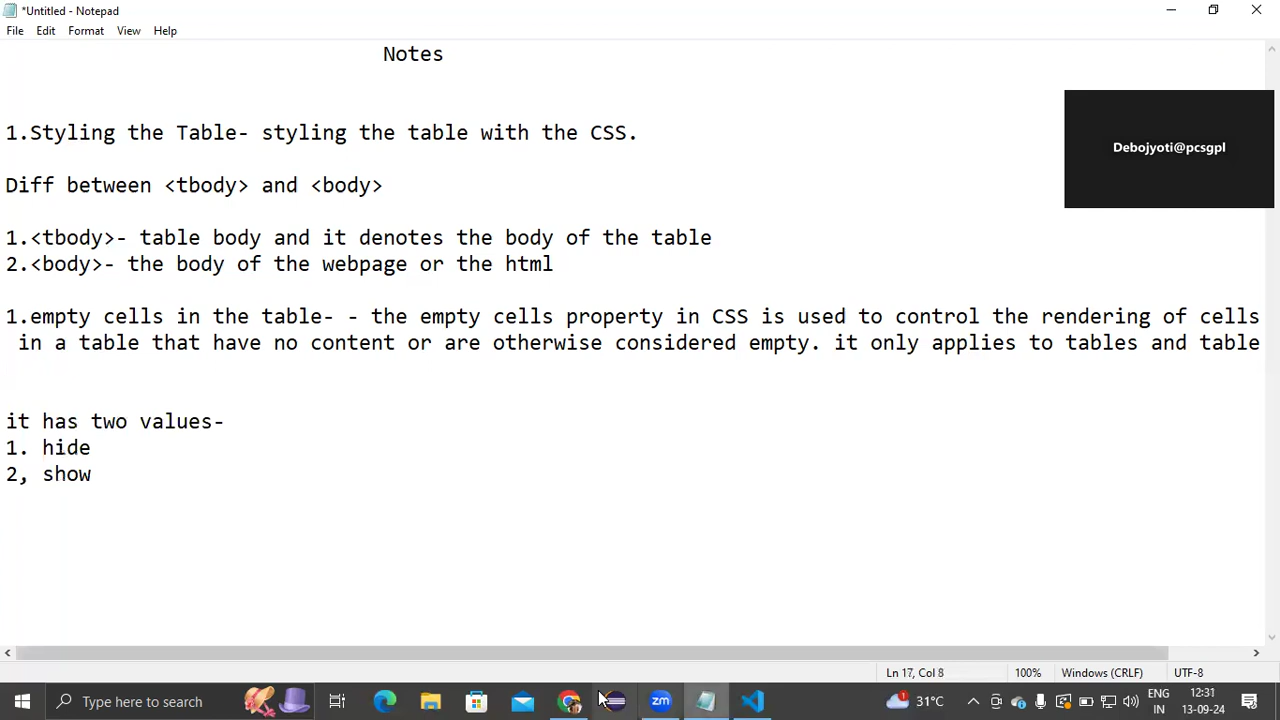 *Untitled - Notepad
File Edit Format View Help
Notes
1.Styling the Table- styling the table with the CSS.
Debojyoti@pcsgpl
Diff between <tbody> and <body>
1.<tbody>- table body and it denotes the body of the table
2.<body>- the body of the webpage or the html
1.empty cells in the table- - the empty cells property in CSS is used to control the rendering of cells
in a table that have no content or are otherwise considered empty. it only applies to tables and table
it has two values-
1. hide
2, show
Ln 17, Col 8 100% Windows (CRLF) UTF-8
Type here to search zm 1 31°C ENG 12:31
IN 13-09-24